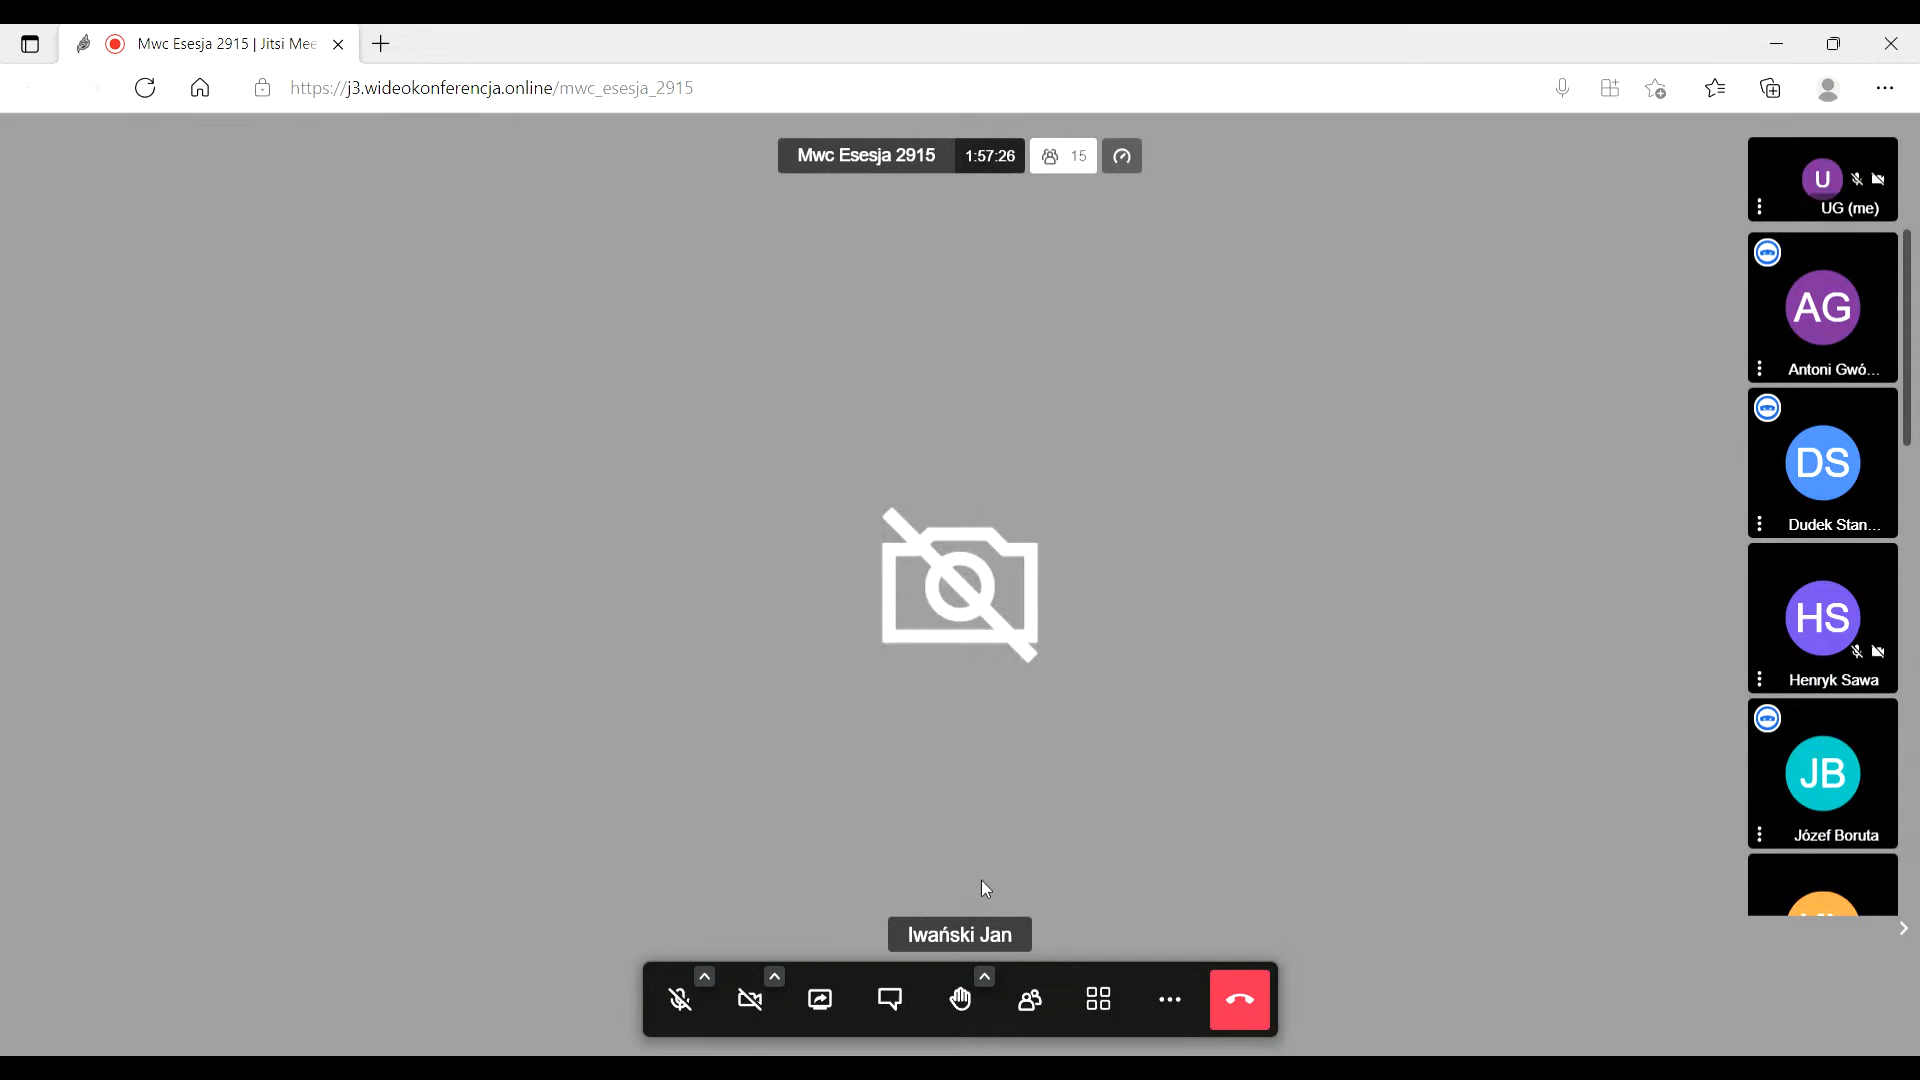 Mwc Esesja 2915 | Jitsi Mee
https://j3.wideokonferencja.online/mwc_esesja_2915
Mwc Esesja 2915 1:57:26 15
U
UG (me)
AG
Antoni Gwó...
DS
Dudek Stan...
HS
Henryk Sawa
JB
Józef Boruta
Iwański Jan